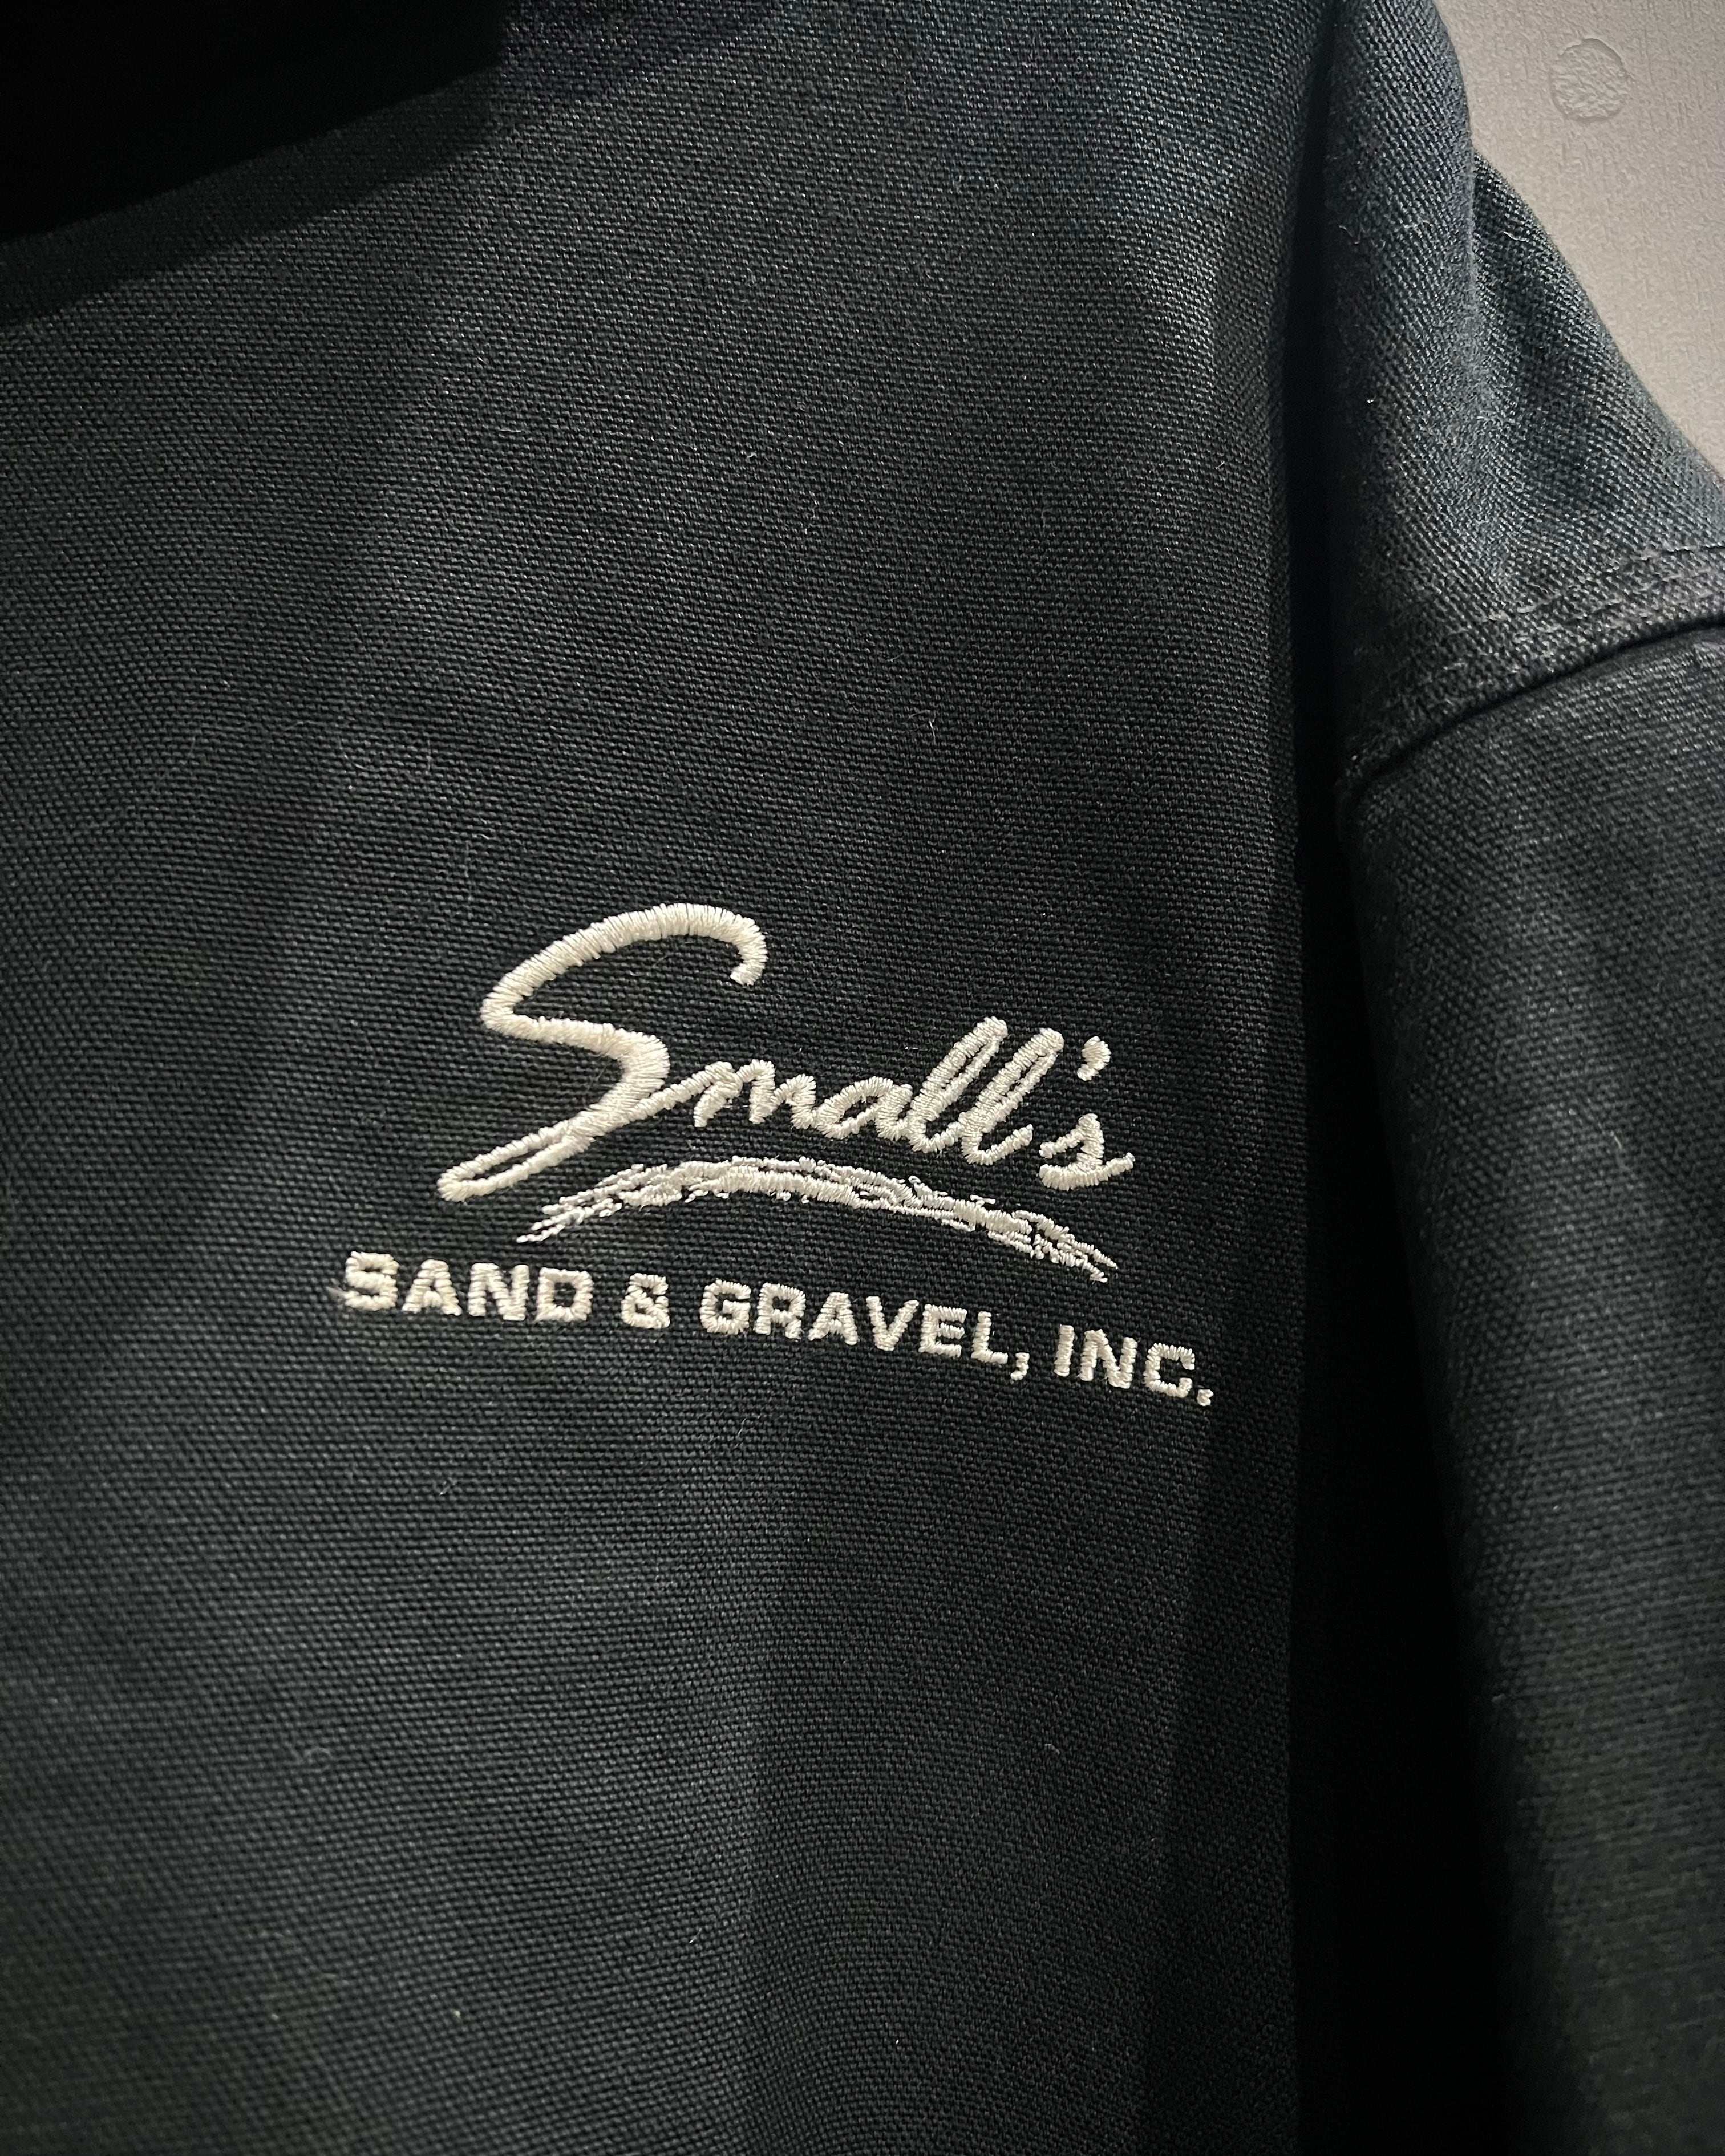 Small's
SAND & GRAVEL, INC.